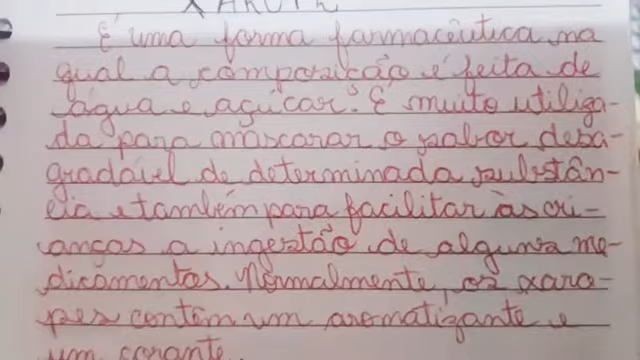 XAROPE
É uma forma farmacêutica na
qual a composição é feita de
água e açúcar. É muito utiliza-
da para mascarar o sabor desa-
gradável de determinada substân-
cia e também para facilitar às cri-
anças a ingestão de alguns me-
dicamentos. Normalmente, os xaro-
pes contêm um aromatizante e
um corante.